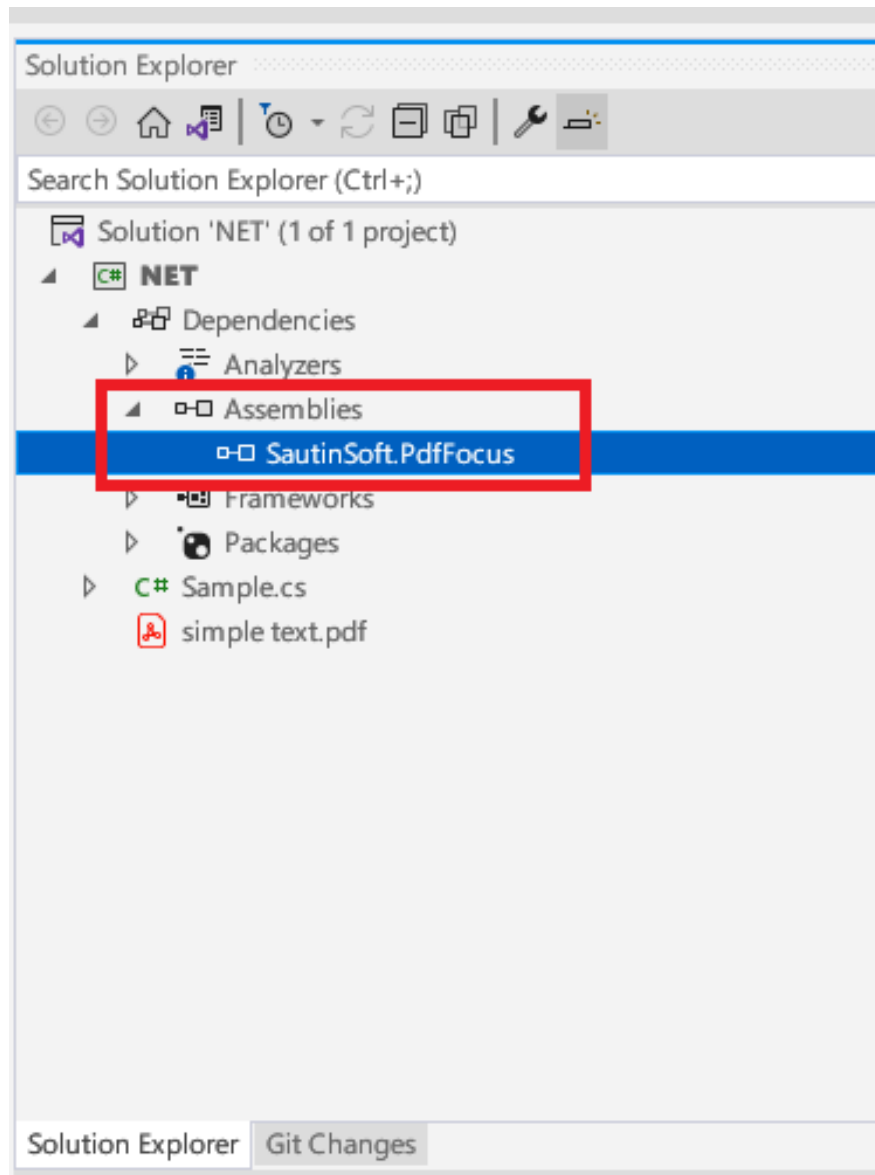 Solution Explorer
Search Solution Explorer (Ctrl+;)
Solution 'NET' (1 of 1 project)
C# NET
Dependencies
Analyzers
Assemblies
SautinSoft.PdfFocus
Frameworks
Packages
C# Sample.cs
simple text.pdf
Solution Explorer Git Changes